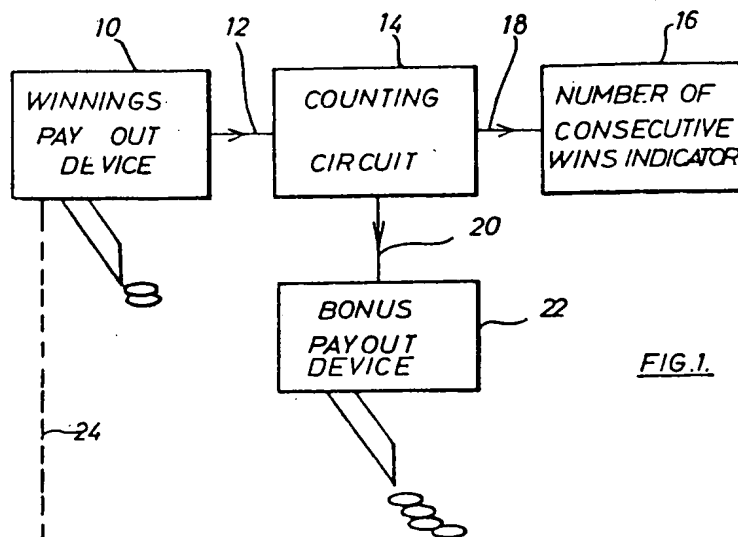 10
12
14
18
16
WINNINGS
PAY OUT
DEVICE
COUNTING
CIRCUIT
NUMBER OF
CONSECUTIVE
WINS INDICATOR
20
BONUS
PAYOUT
DEVICE
22
FIG.1.
24